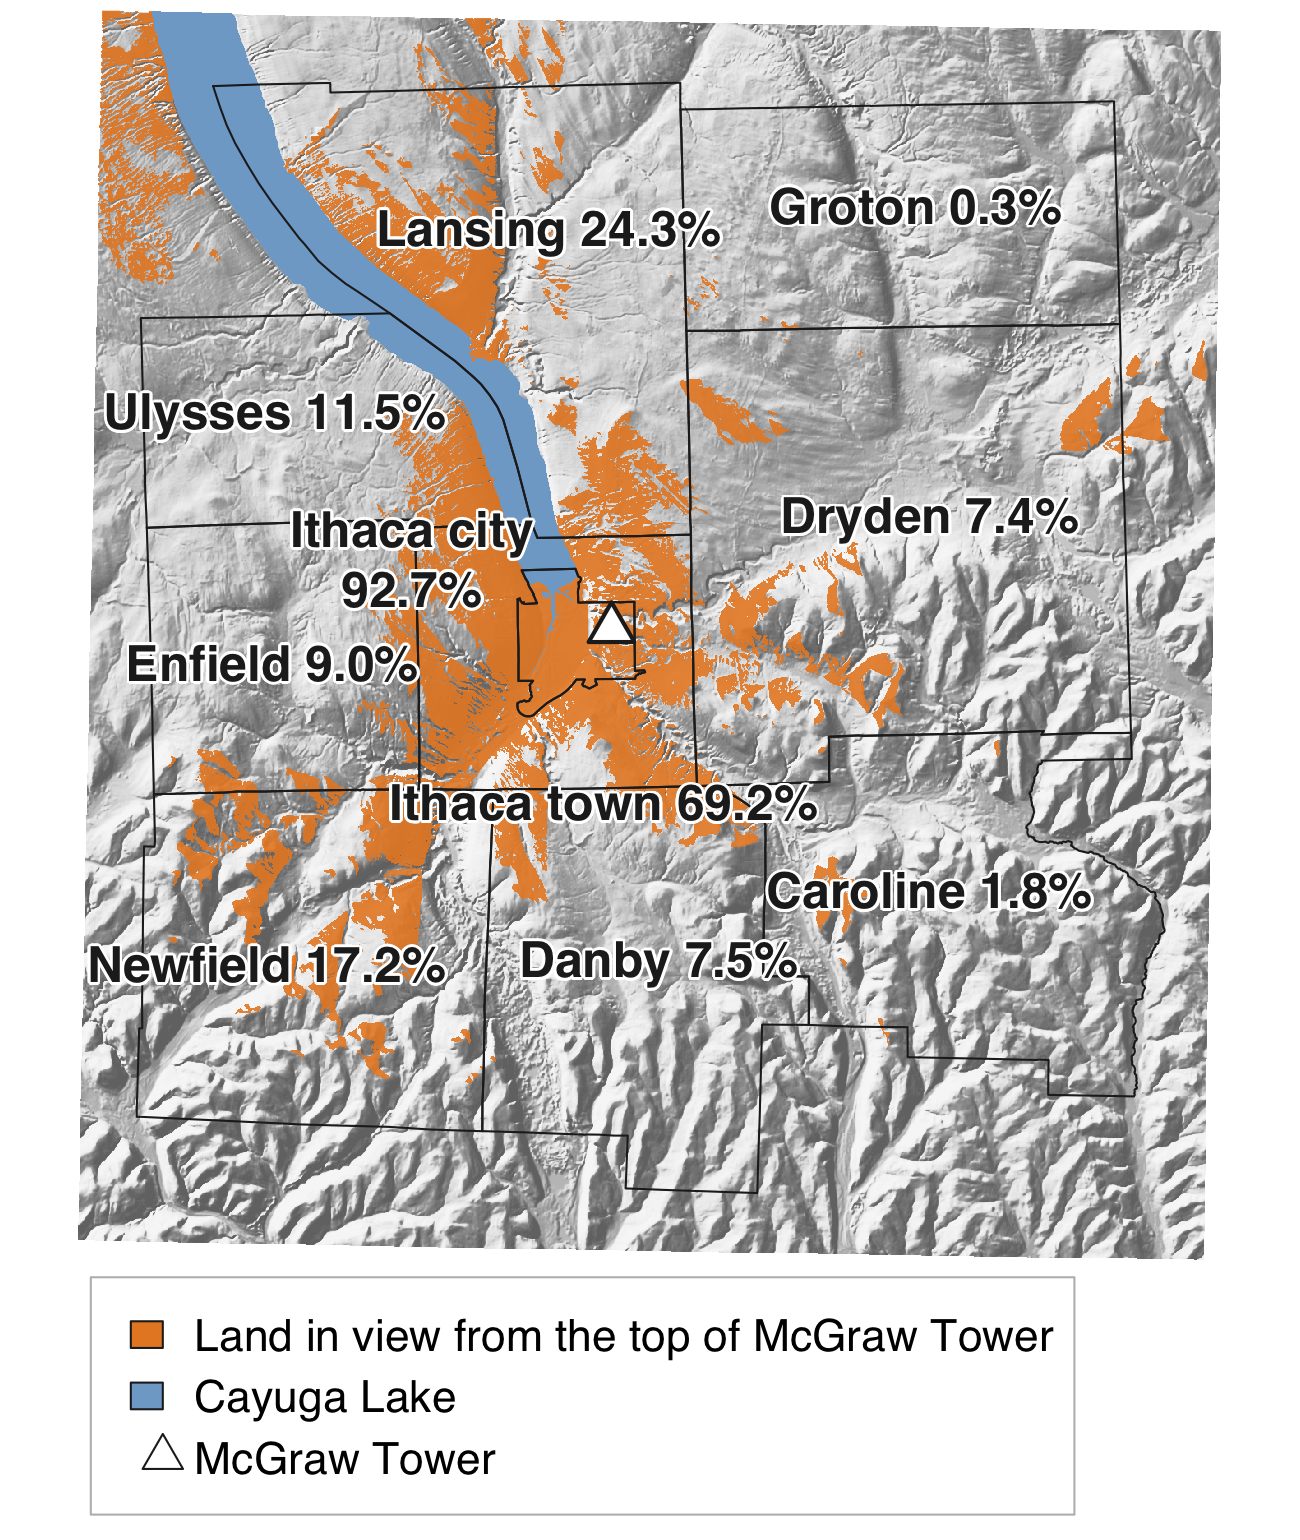 Groton 0.3%
Lansing 24.3%
Ulysses 11.5%
Dryden 7.4%
Ithaca city
92.7%
Enfield 9.0%
Ithaca town 69.2%
Caroline 1.8%
Newfield 17.2%
Danby 7.5%
Land in view from the top of McGraw Tower
Cayuga Lake
McGraw Tower